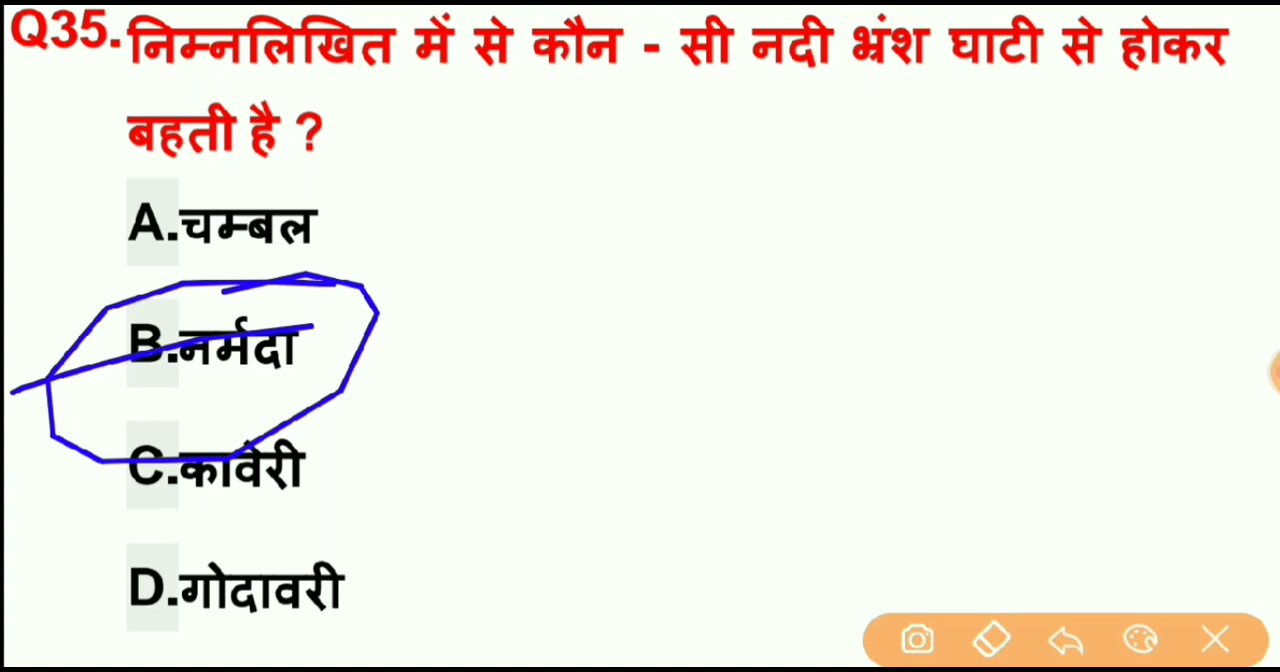 Q35. निम्नलिखित में से कौन - सी नदी भ्रंश घाटी से होकर
बहती है ?
A.चम्बल
B.नर्मदा
C.कावेरी
D.गोदावरी